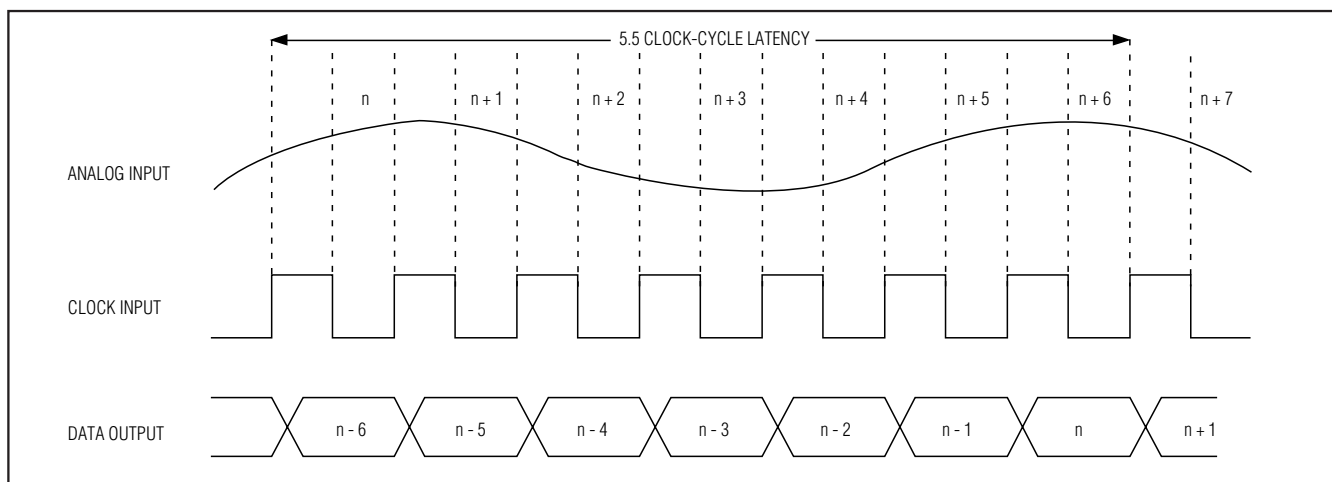 5.5 CLOCK-CYCLE LATENCY
n n + 1 n + 2 n + 3 n + 4 n + 5 n + 6 n + 7
ANALOG INPUT
CLOCK INPUT
DATA OUTPUT n - 6 n - 5 n - 4 n - 3 n - 2 n - 1 n n + 1